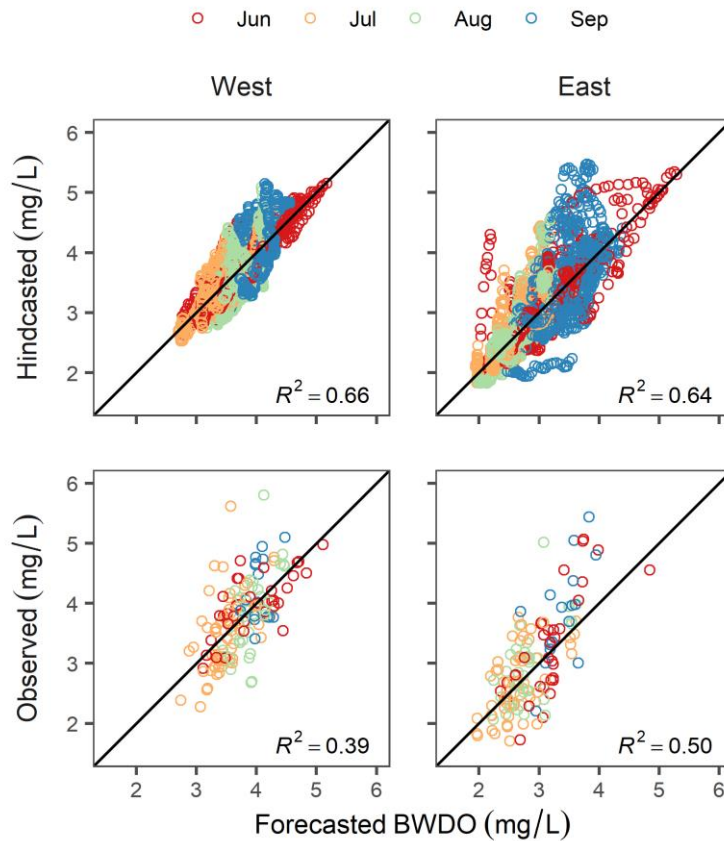 Jun Jul Aug Sep
West East
Hindcasted (mg/L)
6
5
4
3
2
R² = 0.66
R² = 0.64
Observed (mg/L)
6
5
4
3
2
R² = 0.39
R² = 0.50
2 3 4 5 6 2 3 4 5 6
Forecasted BWDO (mg/L)